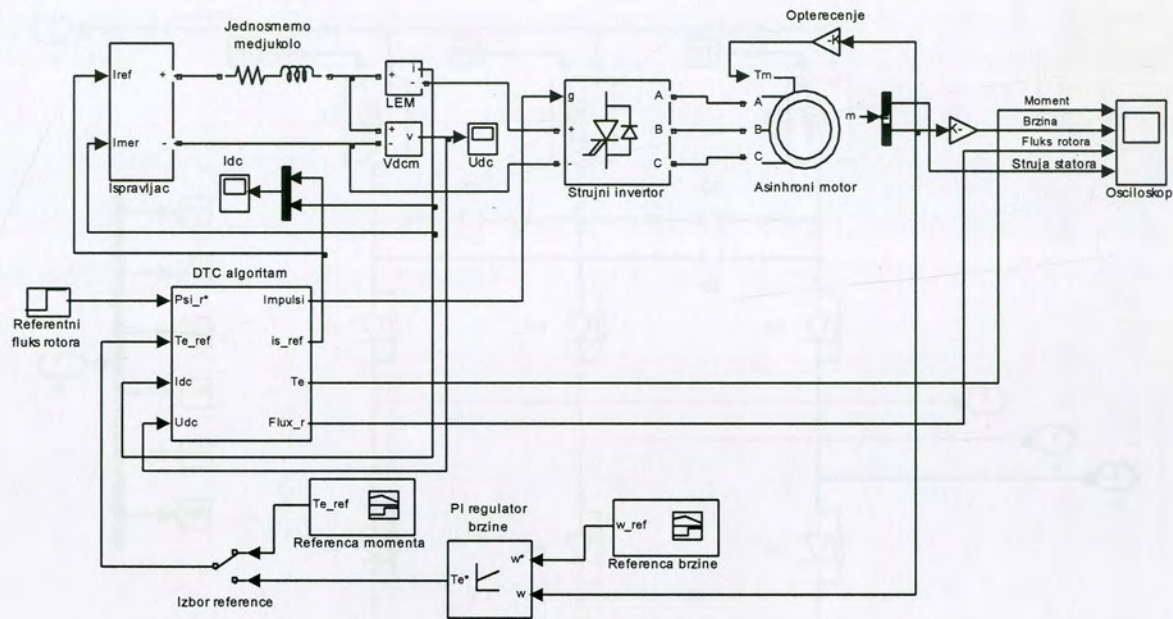 Jednosmerno
medjukolo
Opterecenje
Iref
+
Imer
-
Ispravljac
+
-
i
LEM
+
-
v
Vdcm
Udc
Idc
g
+
-
A
B
C
Strujni invertor
Tm
A
B
C
m
Asinhroni motor
-K-
K-
Moment
Brzina
Fluks rotora
Struja statora
Osciloskop
DTC algoritam
Psi_r*
Te_ref
Idc
Udc
Impulsi
is_ref
Te
Flux_r
Referentni
fluks rotora
Te_ref
Referenca momenta
PI regulator
brzine
w*
w
Te*
w_ref
Referenca brzine
Izbor reference